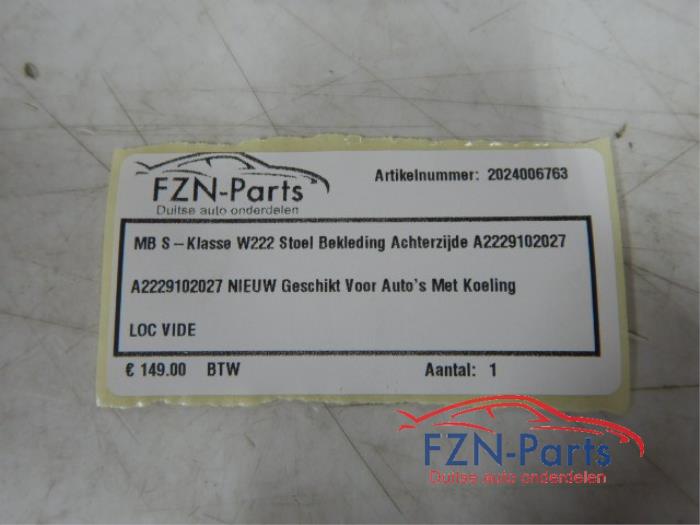 FZN-Parts
Duitse auto onderdelen
Artikelnummer: 2024006763
MB S-Klasse W222 Stoel Bekleding Achterzijde A2229102027
A2229102027 NIEUW Geschikt Voor Auto's Met Koeling
LOC VIDE
€ 149.00 BTW
Aantal: 1
FZN-Parts
Duitse auto onderdelen